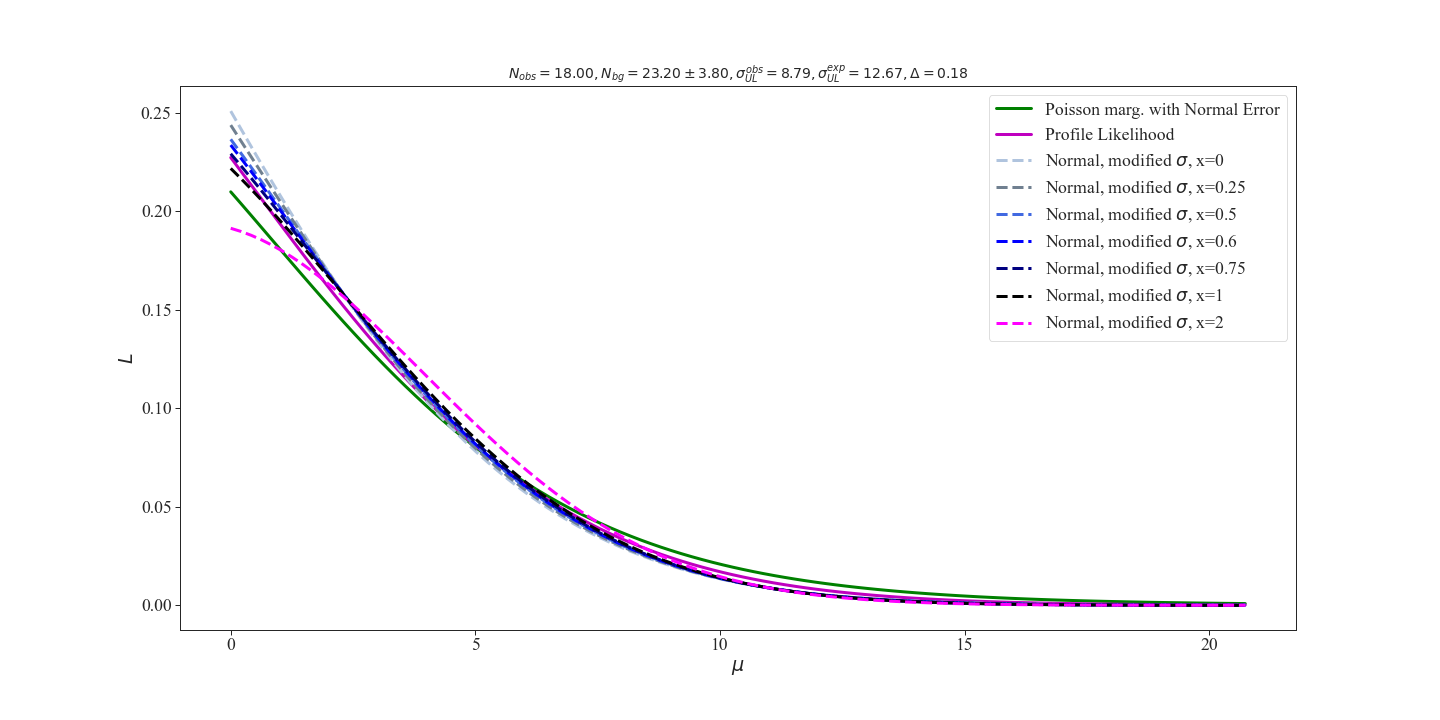 N_obs = 18.00, N_bg = 23.20 ± 3.80, σ_UL^obs = 8.79, σ_UL^exp = 12.67, Δ = 0.18
Poisson marg. with Normal Error
Profile Likelihood
Normal, modified σ, x=0
Normal, modified σ, x=0.25
Normal, modified σ, x=0.5
Normal, modified σ, x=0.6
Normal, modified σ, x=0.75
Normal, modified σ, x=1
Normal, modified σ, x=2
L
0.25
0.20
0.15
0.10
0.05
0.00
0 5 10 15 20
μ